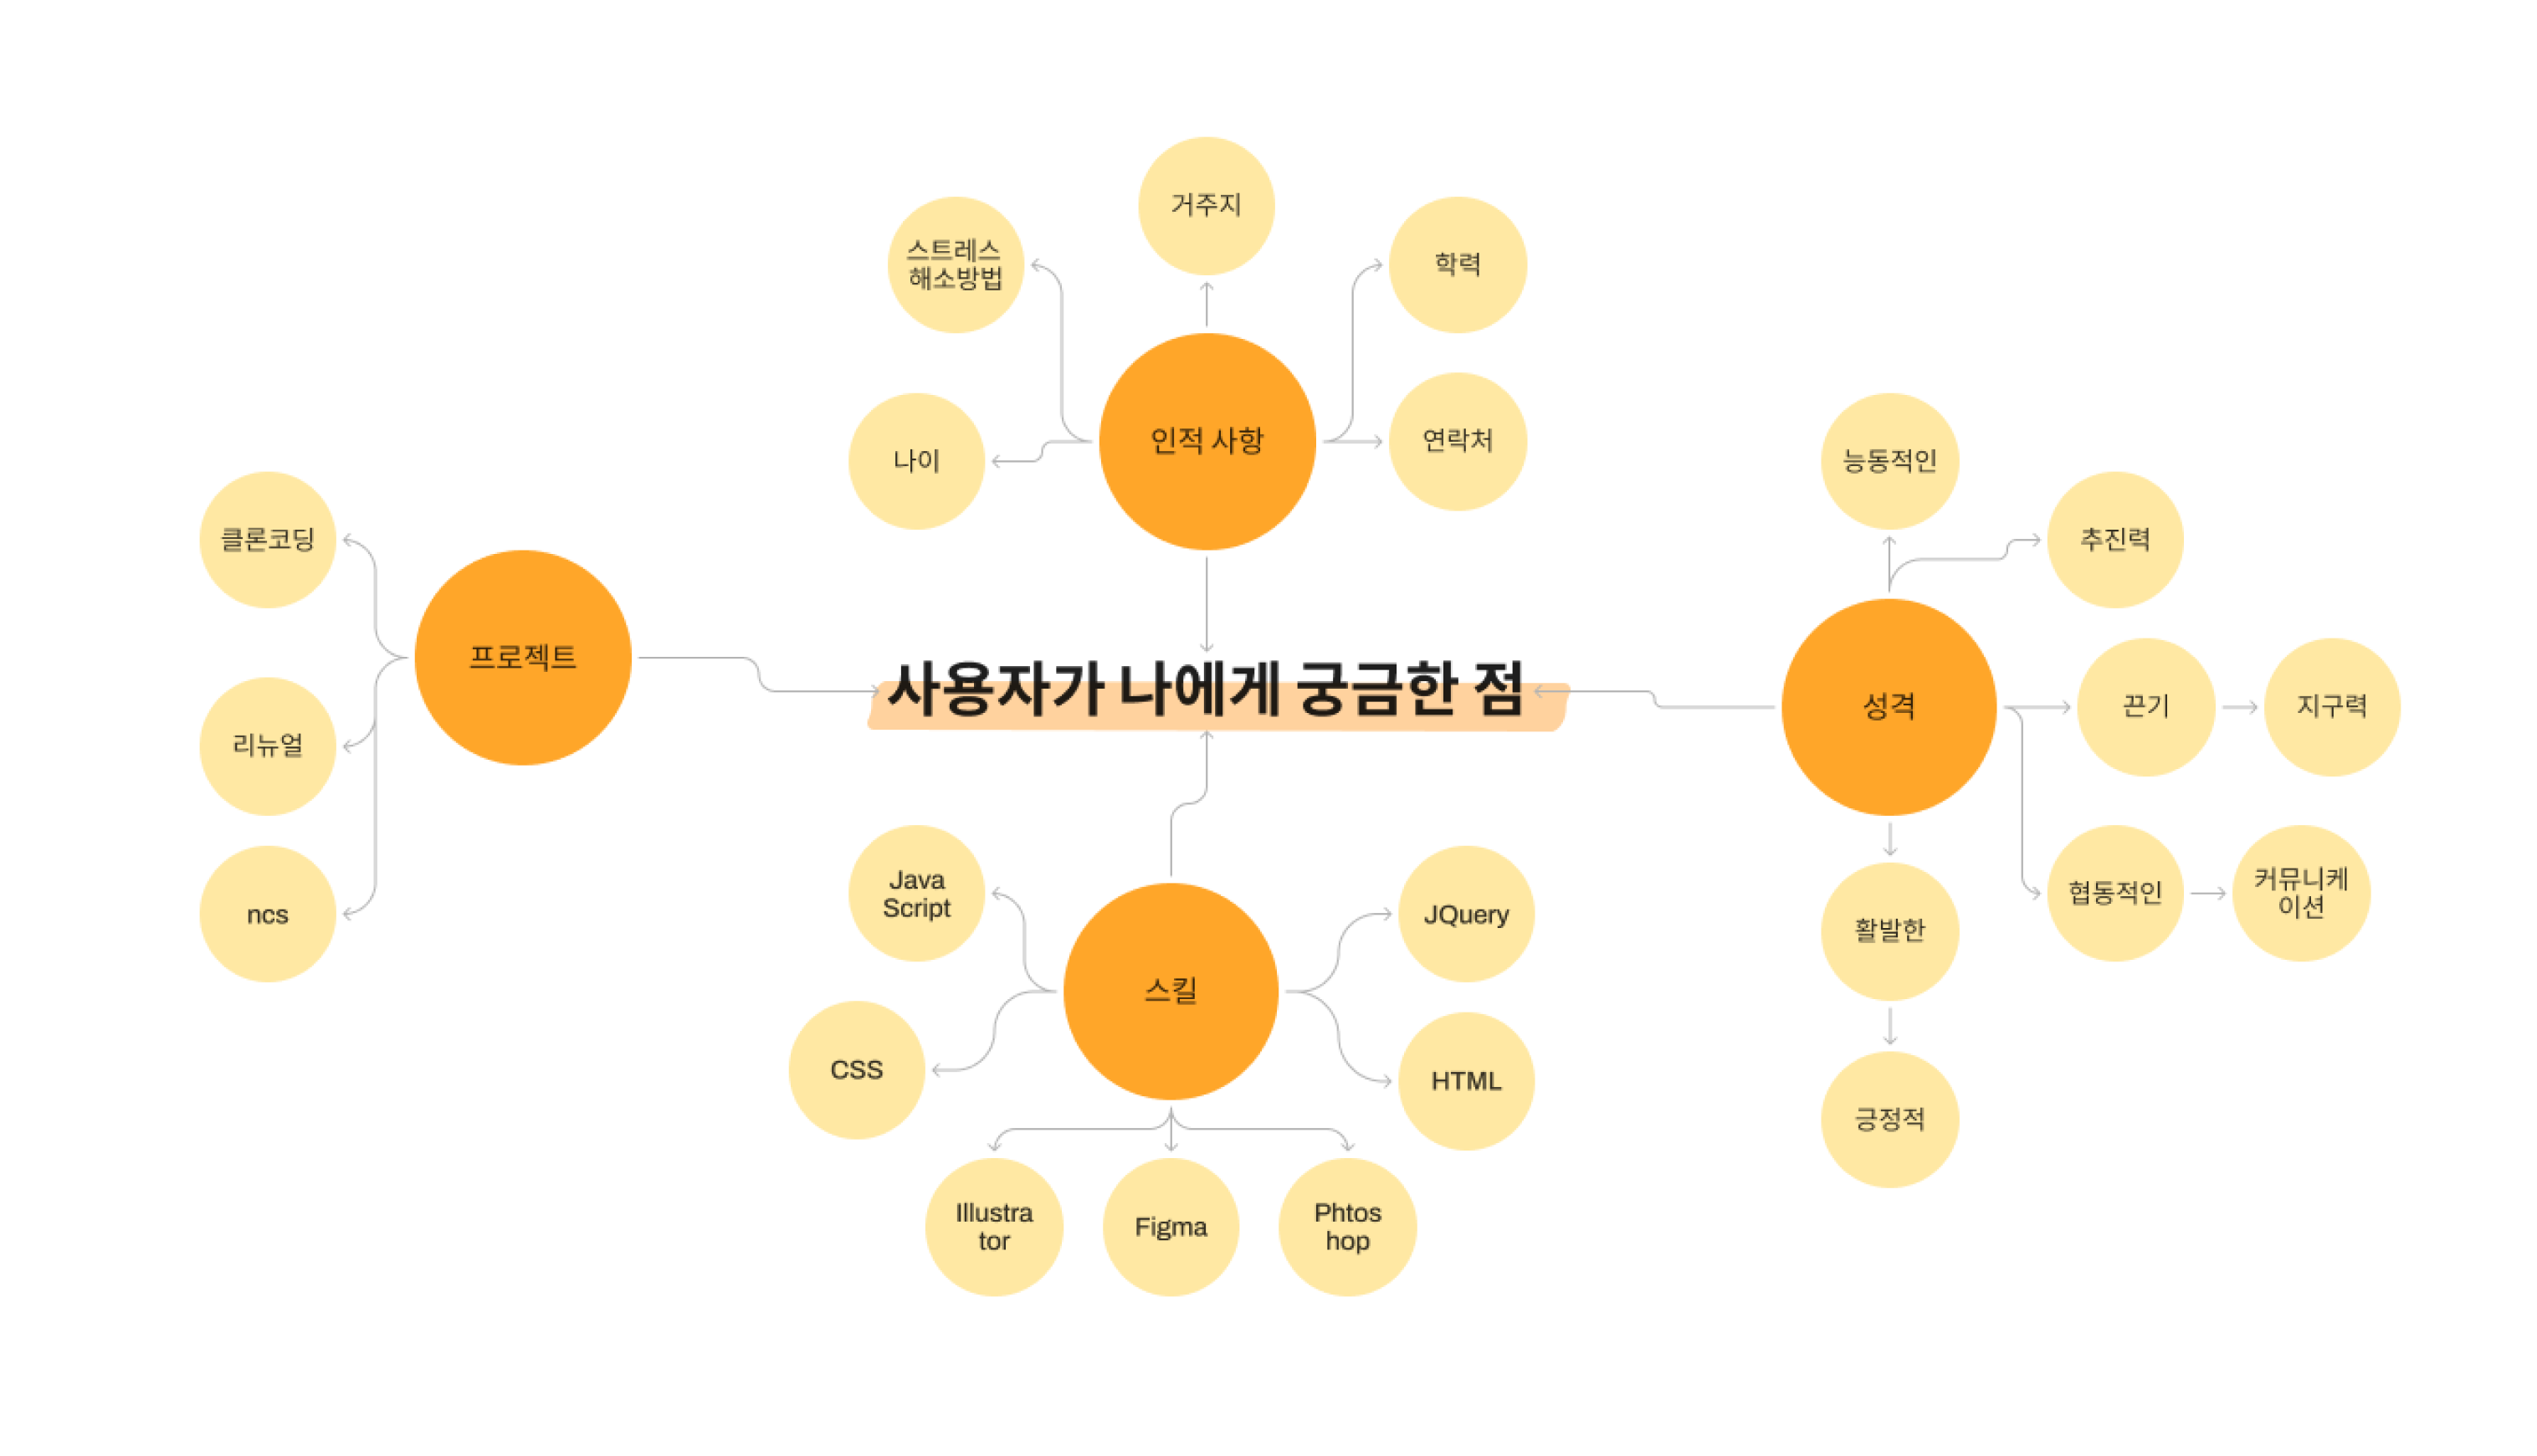 거주지
스트레스
해소방법
학력
인적 사항
연락처
나이
능동적인
추진력
클론코딩
프로젝트
사용자가 나에게 궁금한 점
성격
끈기
지구력
리뉴얼
ncs
Java
Script
JQuery
협동적인
커뮤니케
이션
활발한
스킬
CSS
HTML
긍정적
Illustra
tor
Figma
Phtos
hop